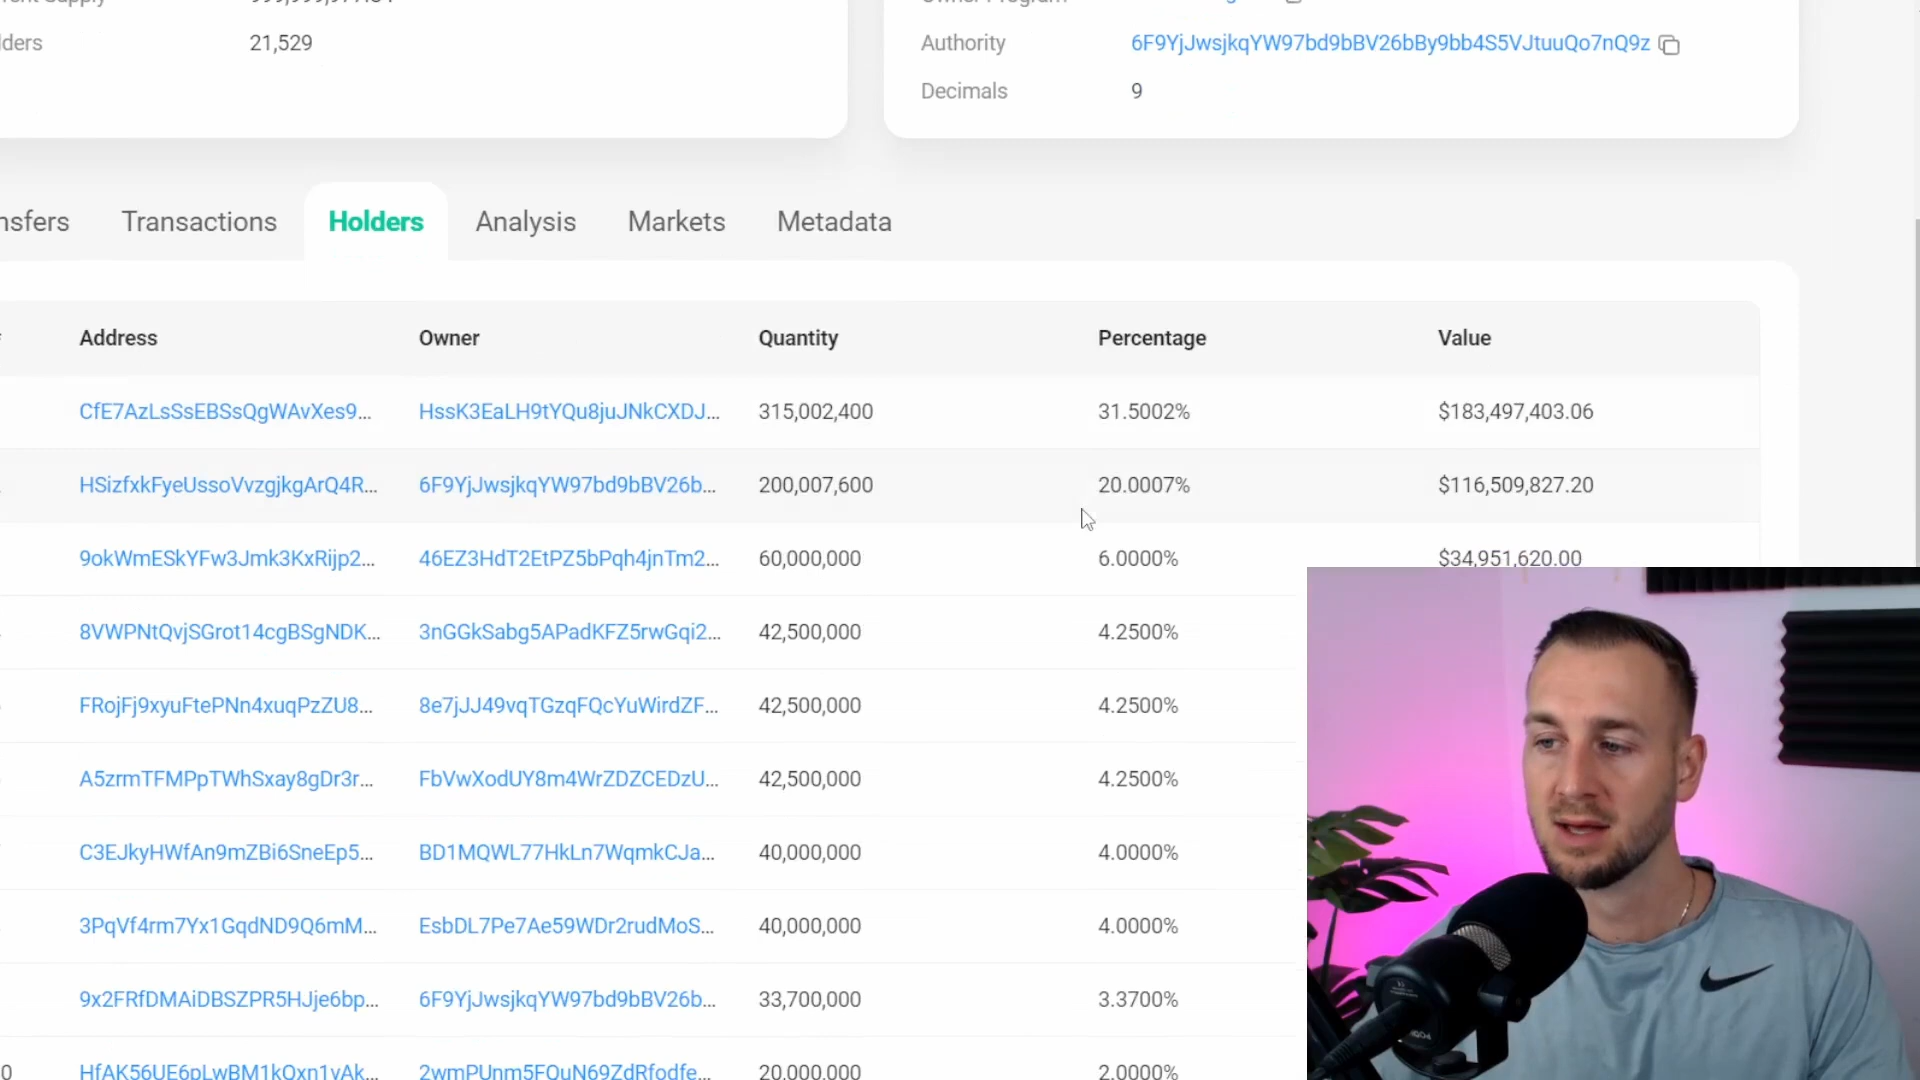 21,529
Authority 6F9YjJwsjkqYW97bd9bBV26bBy9bb4S5VJtuuQo7nQ9z
Decimals 9
Transactions Holders Analysis Markets Metadata
Address Owner Quantity Percentage Value
CfE7AzLsSsEBSsQgWAvXes9... HssK3EaLH9tYQu8juJNkCXDJ... 315,002,400 31.5002% $183,497,403.06
HSizfxkFyeUssoVvzgjkgArQ4R... 6F9YjJwsjkqYW97bd9bBV26b... 200,007,600 20.0007% $116,509,827.20
9okWmESkYFw3Jmk3KxRijp2... 46EZ3HdT2EtPZ5bPqh4jnTm2... 60,000,000 6.0000% $34,951,620.00
8VWPNtQvjSGrot14cgBSgNDK... 3nGGkSabg5APadKFZ5rwGqi2... 42,500,000 4.2500%
FRojFj9xyuFtePNn4xuqPzZU8... 8e7jJJ49vqTGzqFQcYuWirdZF... 42,500,000 4.2500%
A5zrmTFMPpTWhSxay8gDr3r... FbVwXodUY8m4WrZDZCEDzU... 42,500,000 4.2500%
C3EJkyHWfAn9mZBi6SneEp5... BD1MQWL77HkLn7WqmkCJa... 40,000,000 4.0000%
3PqVf4rm7Yx1GqdND9Q6mM... EsbDL7Pe7Ae59WDr2rudMoS... 40,000,000 4.0000%
9x2FRfDMAiDBSZPR5HJje6bp... 6F9YjJwsjkqYW97bd9bBV26b... 33,700,000 3.3700%
HfAK56UE6pLwBM1kQxn1yAk... 2wmPUnm5FQuN69ZdRfodfe... 20,000,000 2.0000%